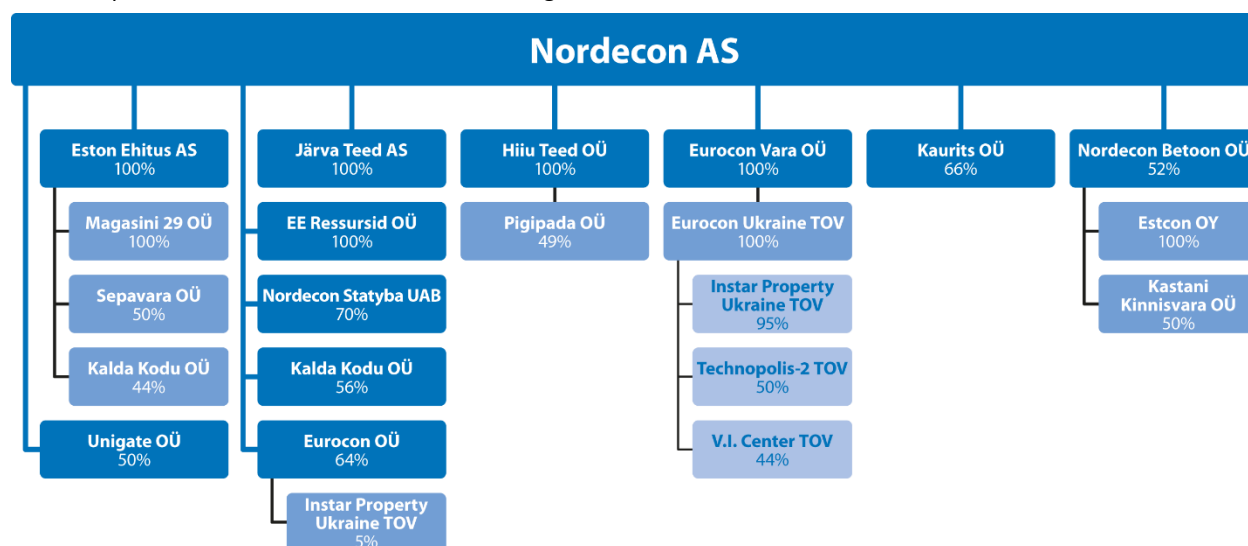 Nordecon AS
Eston Ehitus AS
100%
Järva Teed AS
100%
Hiiu Teed OÜ
100%
Eurocon Vara OÜ
100%
Kaurits OÜ
66%
Nordecon Betoon OÜ
52%
Magasini 29 OÜ
100%
EE Ressursid OÜ
100%
Pigipada OÜ
49%
Eurocon Ukraine TOV
100%
Estcon OY
100%
Sepavara OÜ
50%
Nordecon Statyba UAB
70%
Instar Property
Ukraine TOV
95%
Kastani
Kinnisvara OÜ
50%
Kalda Kodu OÜ
44%
Kalda Kodu OÜ
56%
Technopolis-2 TOV
50%
Unigate OÜ
50%
Eurocon OÜ
64%
V.I. Center TOV
44%
Instar Property
Ukraine TOV
5%